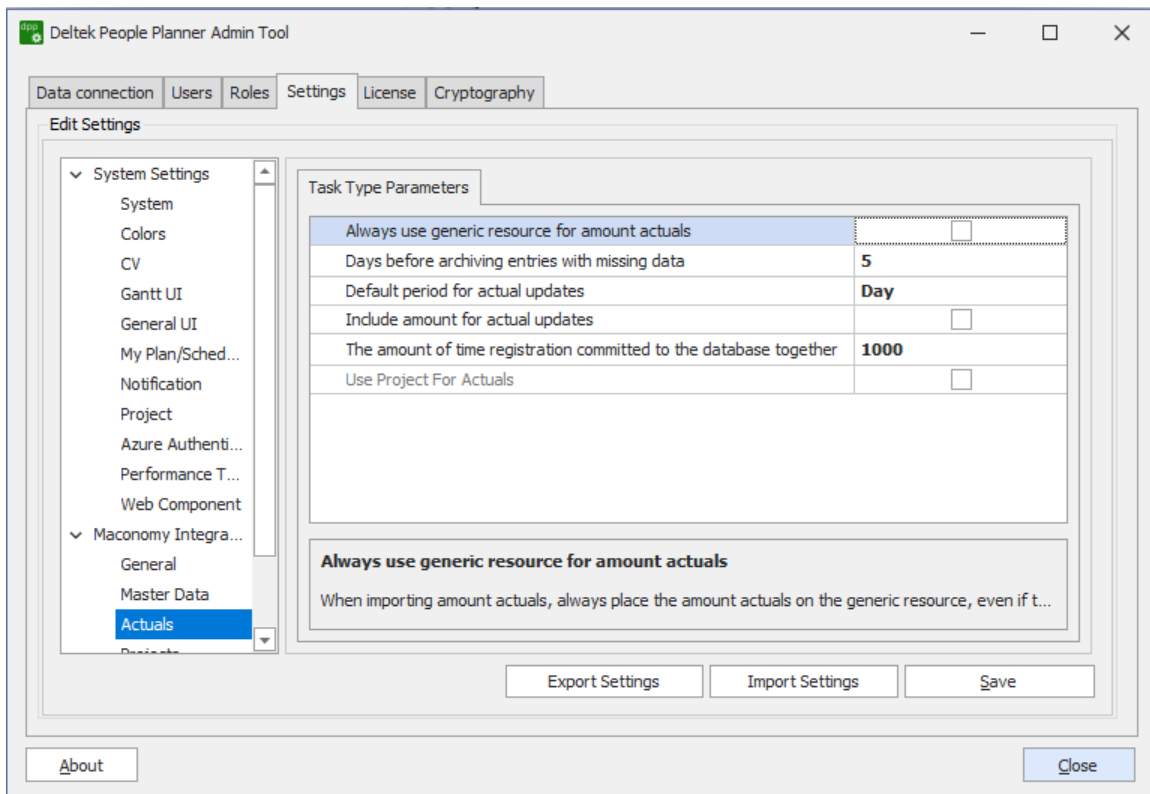 dpp
Deltek People Planner Admin Tool
Data connection Users Roles Settings License Cryptography
Edit Settings
System Settings
System
Colors
CV
Gantt UI
General UI
My Plan/Sched...
Notification
Project
Azure Authenti...
Performance T...
Web Component
Maconomy Integra...
General
Master Data
Actuals
Projects
Task Type Parameters
Always use generic resource for amount actuals
Days before archiving entries with missing data 5
Default period for actual updates Day
Include amount for actual updates
The amount of time registration committed to the database together 1000
Use Project For Actuals
Always use generic resource for amount actuals
When importing amount actuals, always place the amount actuals on the generic resource, even if t...
Export Settings Import Settings Save
About Close